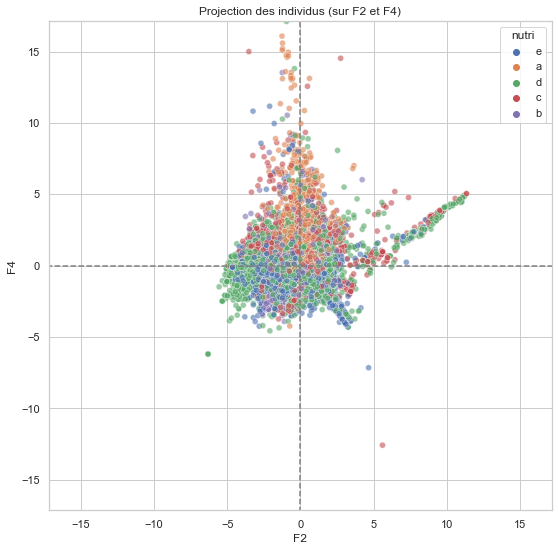 Projection des individus (sur F2 et F4)
nutri
e
a
d
c
b
15
10
5
0
−5
−10
−15
F4
−15 −10 −5 0 5 10 15
F2